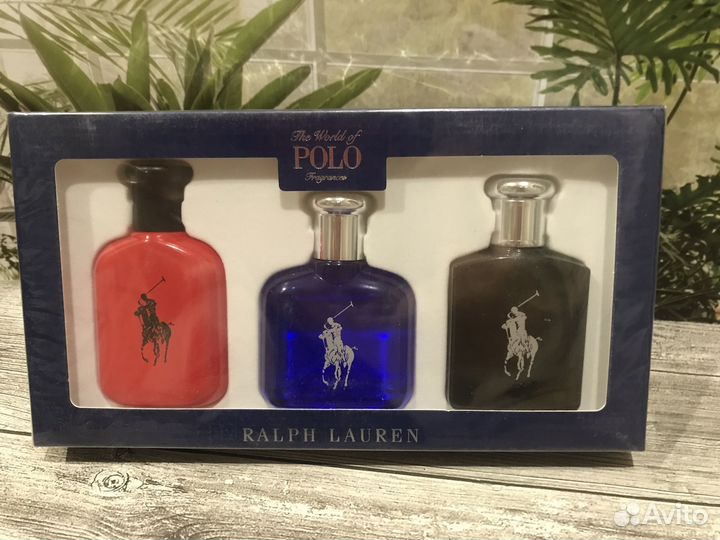 The World of
POLO
Fragrances
RALPH LAUREN
Avito